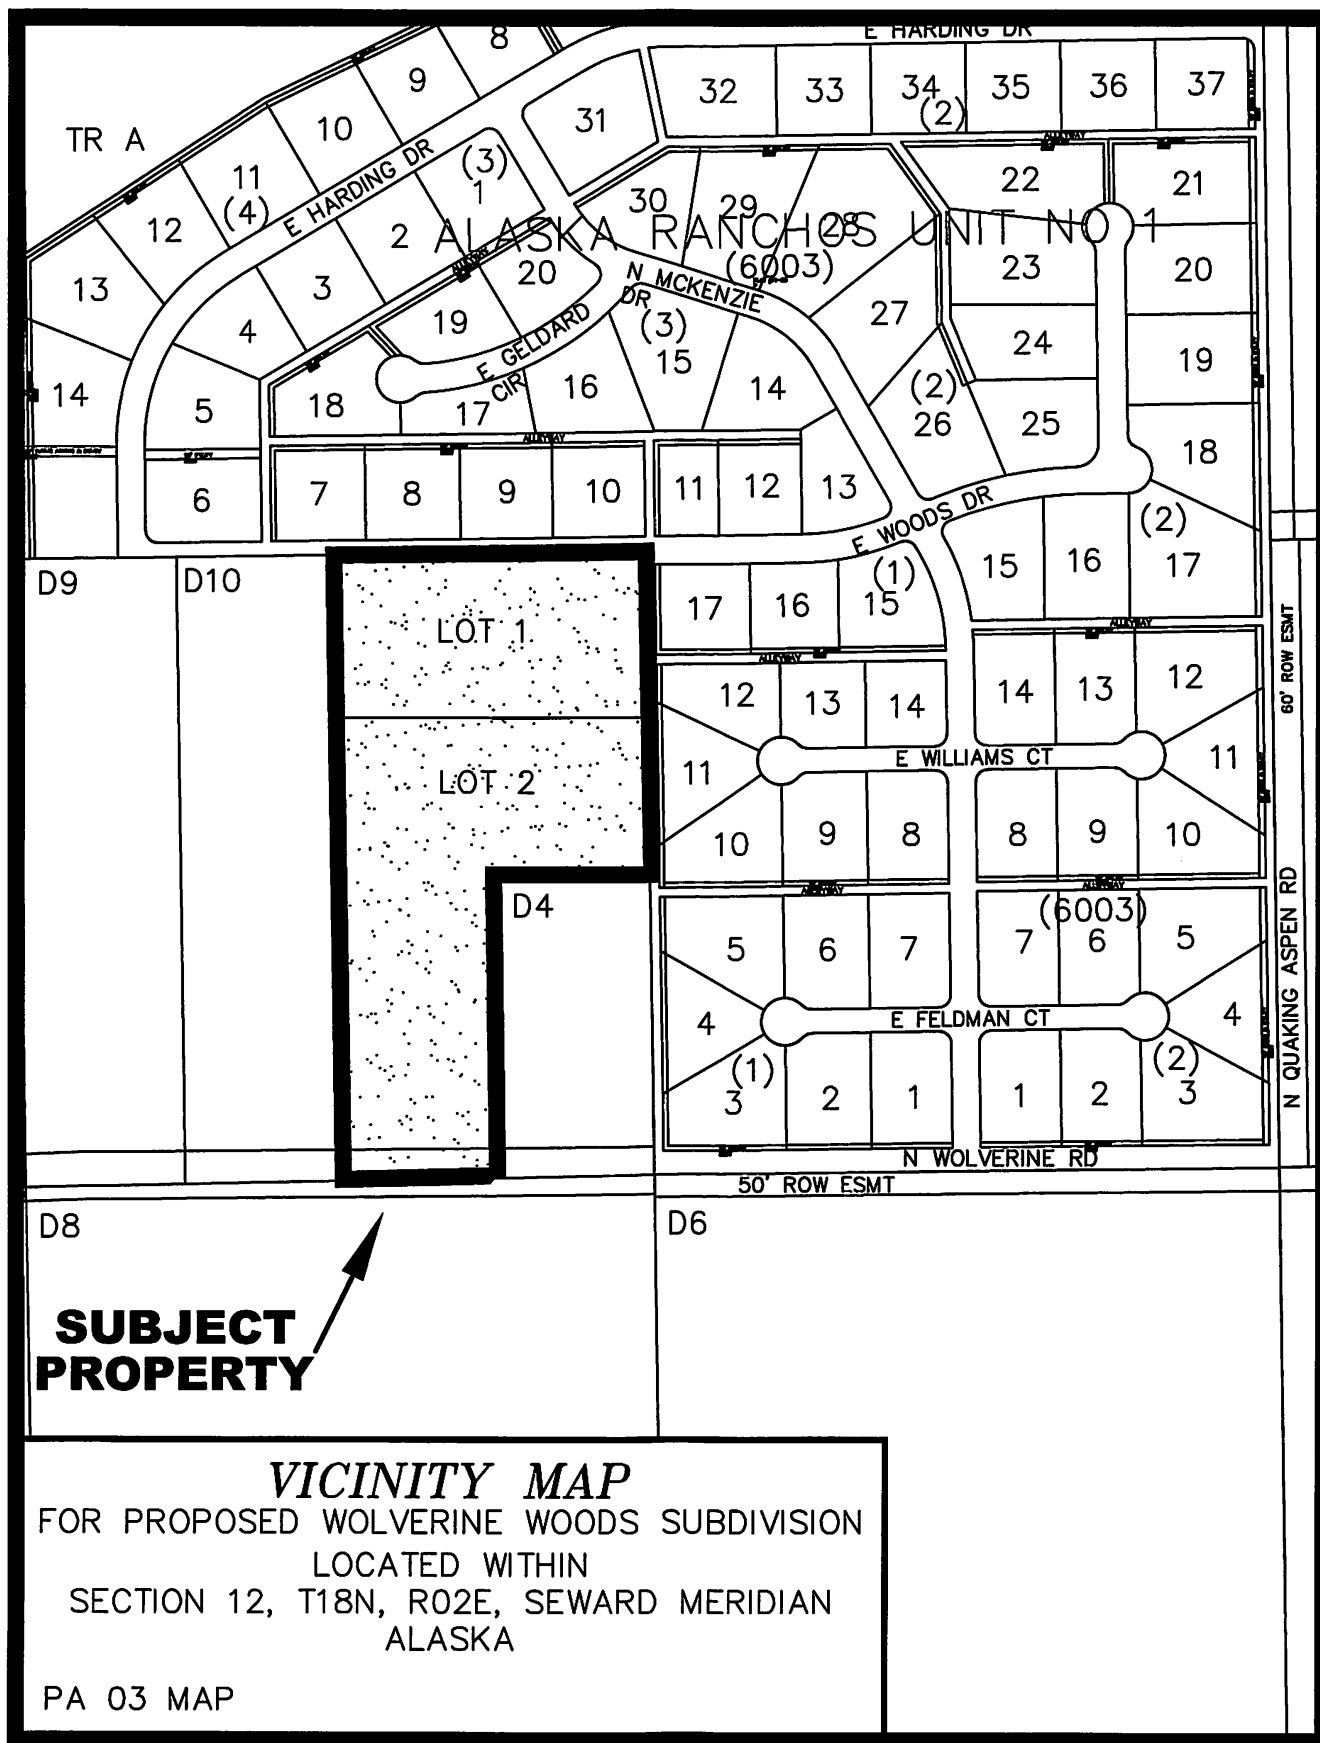 E HARDING DR
8
9
10
11
(4)
12
13
14
TR A
E HARDING DR
31
32
33
34
(2)
35
36
37
ALLEYWAY
(3)
1
2
3
4
5
6
ALASKA RANCHOS UNIT NO 1
(6003)
30
29
28
27
22
21
23
20
24
19
25
18
(2)
26
N MCKENZIE
DR
(3)
15
14
16
17
18
19
20
ALLEYWAY
E GELDARD
CIR
ALLEYWAY
7
8
9
10
11
12
13
E WOODS DR
(2)
15
16
17
D9
D10
LOT 1
LOT 2
D4
17
16
(1)
15
ALLEYWAY
ALLEYWAY
12
13
14
14
13
12
11
E WILLIAMS CT
11
10
9
8
8
9
10
ALLEYWAY
ALLEYWAY
(6003)
5
6
7
7
6
5
4
E FELDMAN CT
4
(1)
3
2
1
1
2
(2)
3
60' ROW ESMT
N QUAKING ASPEN RD
N WOLVERINE RD
50' ROW ESMT
D8
D6
SUBJECT
PROPERTY
VICINITY MAP
FOR PROPOSED WOLVERINE WOODS SUBDIVISION
LOCATED WITHIN
SECTION 12, T18N, R02E, SEWARD MERIDIAN
ALASKA
PA 03 MAP